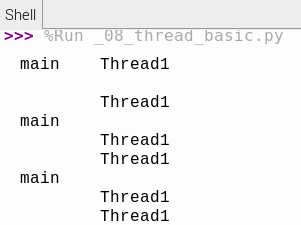 Shell
>>> %Run _08_thread_basic.py
main Thread1
Thread1
main
Thread1
Thread1
main
Thread1
Thread1